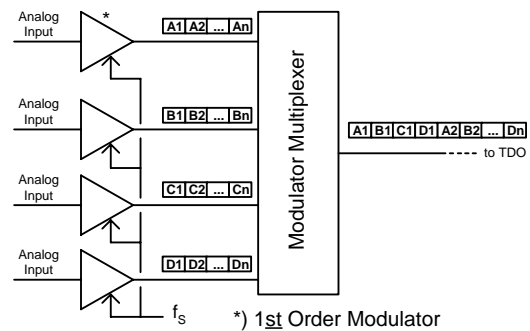 Analog
Input
*
A1 A2 ... An
Analog
Input
B1 B2 ... Bn
Analog
Input
C1 C2 ... Cn
Analog
Input
D1 D2 ... Dn
fS
Modulator Multiplexer
A1 B1 C1 D1 A2 B2 ... Dn
to TDO
*) 1st Order Modulator